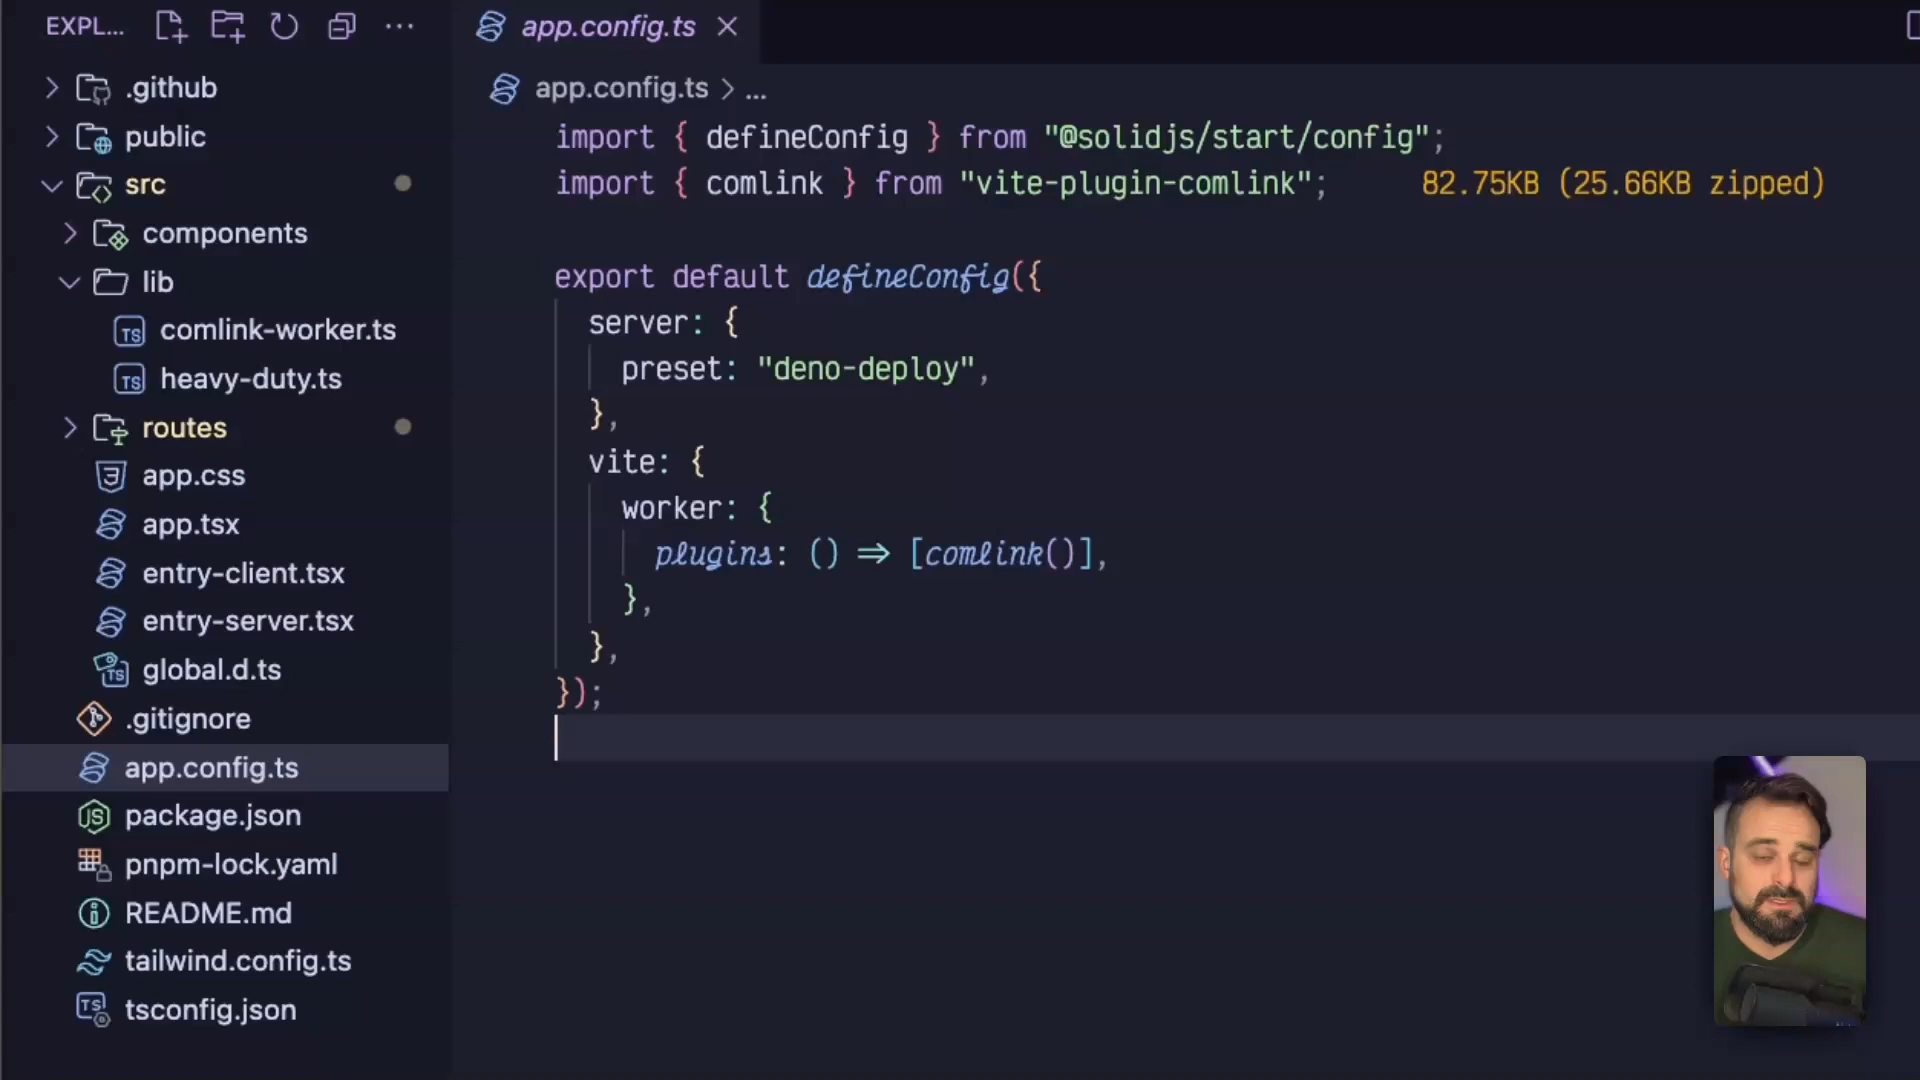 EXPL...
.github
public
src
components
lib
comlink-worker.ts
heavy-duty.ts
routes
app.css
app.tsx
entry-client.tsx
entry-server.tsx
global.d.ts
.gitignore
app.config.ts
package.json
pnpm-lock.yaml
README.md
tailwind.config.ts
tsconfig.json
app.config.ts
app.config.ts > ...
import { defineConfig } from "@solidjs/start/config";
import { comlink } from "vite-plugin-comlink"; 82.75KB (25.66KB zipped)
export default defineConfig({
server: {
preset: "deno-deploy",
},
vite: {
worker: {
plugins: () => [comlink()],
},
},
});